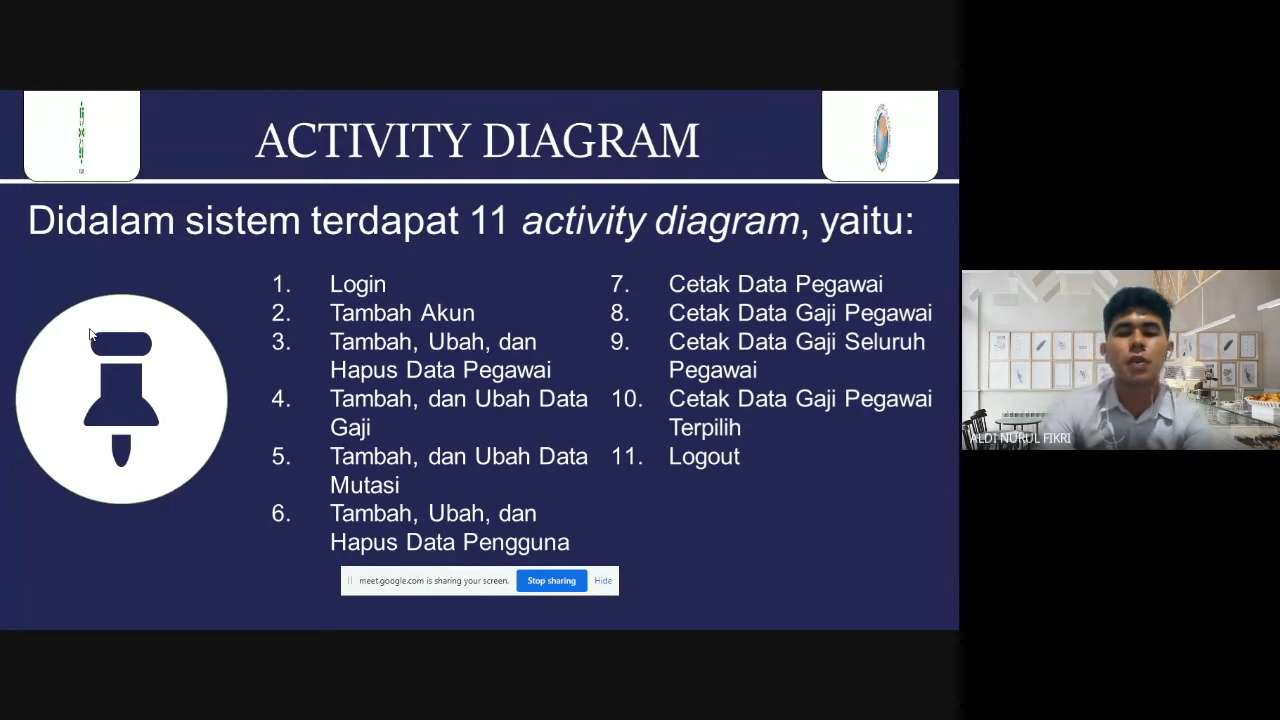 ACTIVITY DIAGRAM
Didalam sistem terdapat 11 activity diagram, yaitu:
1. Login
2. Tambah Akun
3. Tambah, Ubah, dan
Hapus Data Pegawai
4. Tambah, dan Ubah Data
Gaji
5. Tambah, dan Ubah Data
Mutasi
6. Tambah, Ubah, dan
Hapus Data Pengguna
7. Cetak Data Pegawai
8. Cetak Data Gaji Pegawai
9. Cetak Data Gaji Seluruh
Pegawai
10. Cetak Data Gaji Pegawai
Terpilih
11. Logout
meet.google.com is sharing your screen. Stop sharing Hide
ALDI NURUL FIKRI